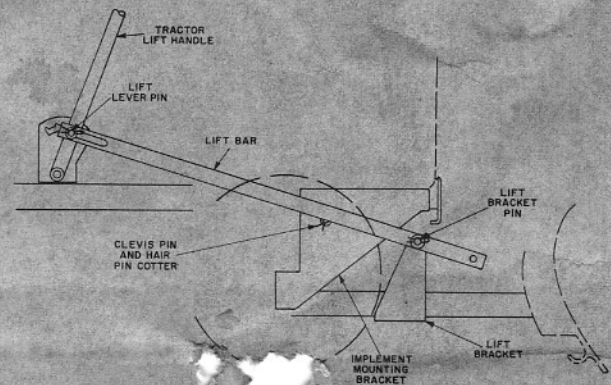 TRACTOR
LIFT HANDLE
LIFT
LEVER PIN
LIFT BAR
LIFT
BRACKET
PIN
CLEVIS PIN
AND HAIR
PIN COTTER
IMPLEMENT
MOUNTING
BRACKET
LIFT
BRACKET